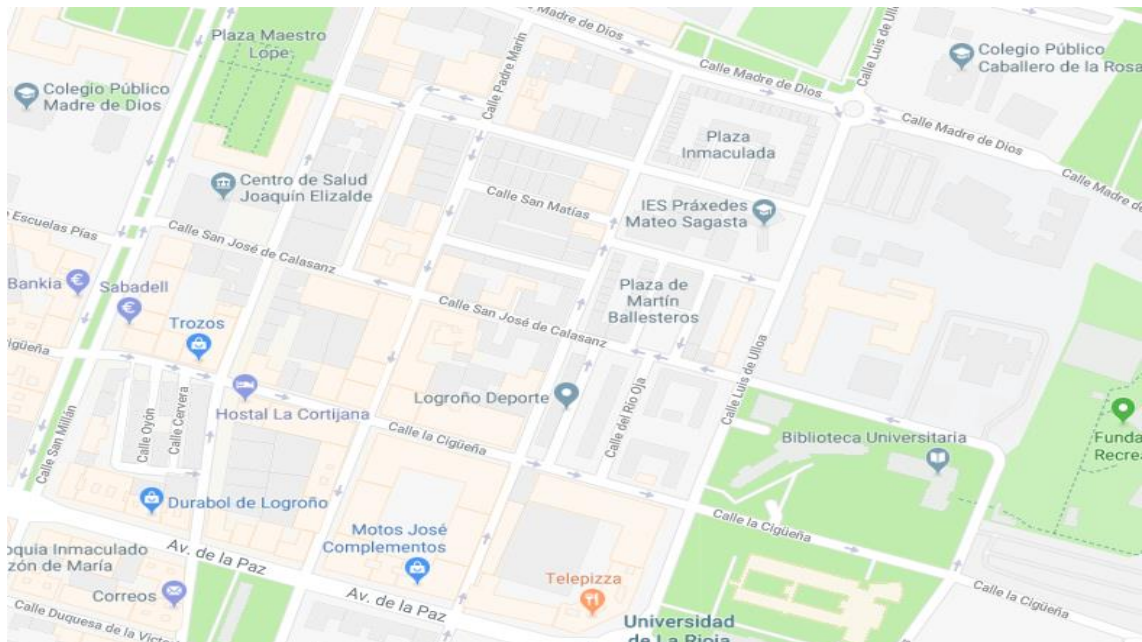 Plaza Maestro
Lope
Calle Padre Marín
Madre de Dios
Calle Luis de Ulloa
Colegio Público
Caballero de la Rosa
Colegio Público
Madre de Dios
Calle Madre de Dios
Calle Madre de Dios
Calle Madre de
Plaza
Inmaculada
Centro de Salud
Joaquín Elizalde
Calle San Matías
IES Práxedes
Mateo Sagasta
Escuelas Pías
Calle San José de Calasanz
Bankia
Sabadell
Plaza de
Martín
Ballesteros
Trozos
Calle San José de Calasanz
Cigüeña
Calle Luis de Ulloa
Hostal La Cortijana
Logroño Deporte
Calle del Río Oja
Calle Oyón
Calle Cervera
Calle San Millán
Calle la Cigüeña
Biblioteca Universitaria
Funda
Recrea
Durabol de Logroño
Calle la Cigüeña
Motos José
Complementos
oquia Inmaculado
zón de María
Av. de la Paz
Telepizza
Correos
Av. de la Paz
Calle la Cigüeña
Calle Duquesa de la Victo
Universidad
de La Rioja